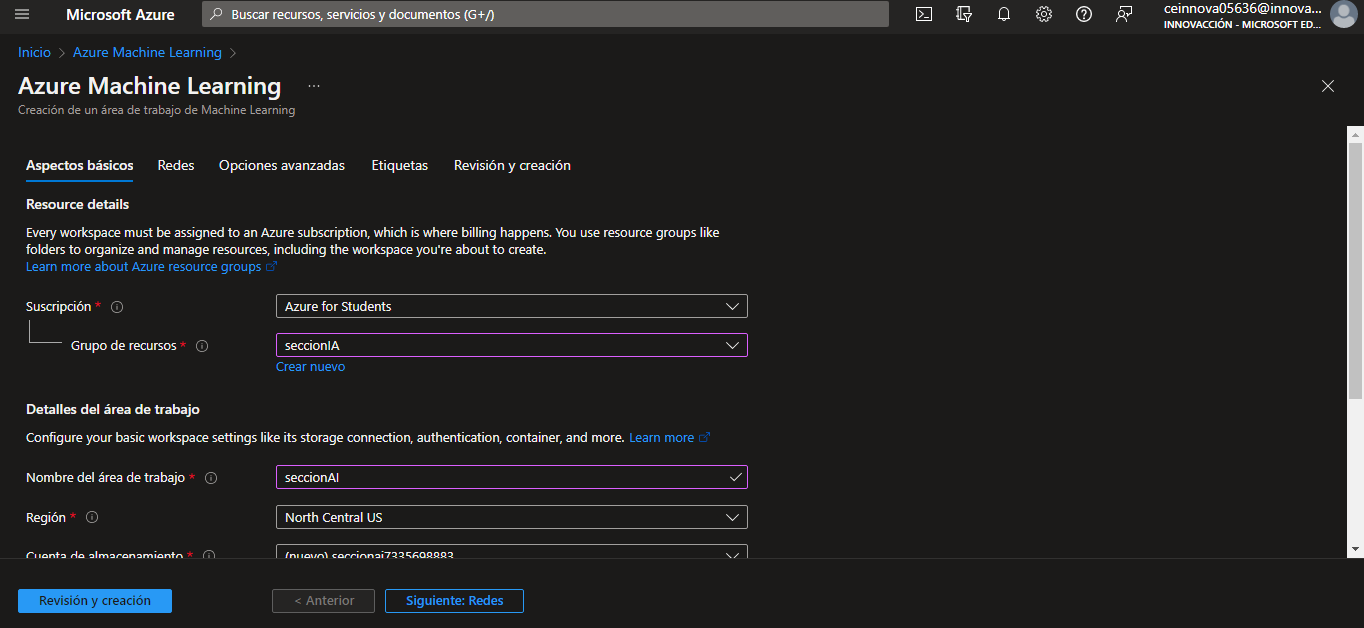 Microsoft Azure
Buscar recursos, servicios y documentos (G+/)
ceinnova05636@innova...
INNOVACCIÓN - MICROSOFT ED...
Inicio > Azure Machine Learning >
Azure Machine Learning ...
Creación de un área de trabajo de Machine Learning
Aspectos básicos Redes Opciones avanzadas Etiquetas Revisión y creación
Resource details
Every workspace must be assigned to an Azure subscription, which is where billing happens. You use resource groups like
folders to organize and manage resources, including the workspace you're about to create.
Learn more about Azure resource groups
Suscripción * Azure for Students
Grupo de recursos * seccionIA
Crear nuevo
Detalles del área de trabajo
Configure your basic workspace settings like its storage connection, authentication, container, and more. Learn more
Nombre del área de trabajo * seccionAI
Región * North Central US
Cuenta de almacenamiento * (nuevo) seccionai7335698883
Revisión y creación < Anterior Siguiente: Redes